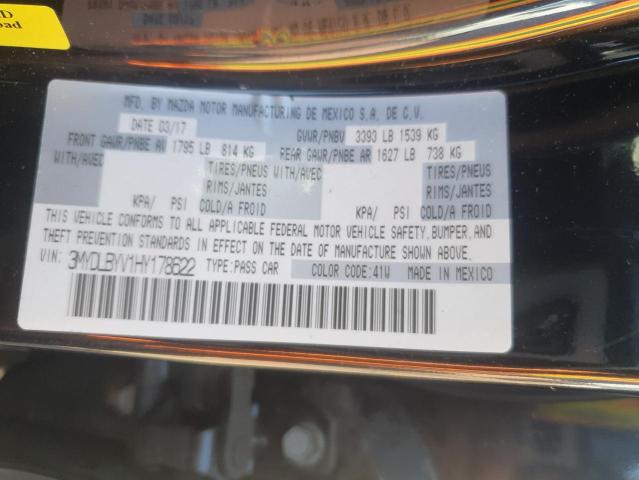 MFD. BY MAZDA MOTOR MANUFACTURING DE MEXICO S.A. DE C.V.
DATE 03/17 GVWR/PNBV 3393 LB 1539 KG
FRONT GAWR/PNBE AV 1795 LB 814 KG REAR GAWR/PNBE AR 1627 LB 738 KG
WITH/AVEC TIRES/PNEUS WITH/AVEC TIRES/PNEUS
RIMS/JANTES RIMS/JANTES
KPA/ PSI COLD/A FROID KPA/ PSI COLD/A FROID
THIS VEHICLE CONFORMS TO ALL APPLICABLE FEDERAL MOTOR VEHICLE SAFETY, BUMPER, AND
THEFT PREVENTION STANDARDS IN EFFECT ON THE DATE OF MANUFACTURE SHOWN ABOVE.
VIN: 3MYDLBYV1HY178622 TYPE:PASS CAR COLOR CODE:41W MADE IN MEXICO